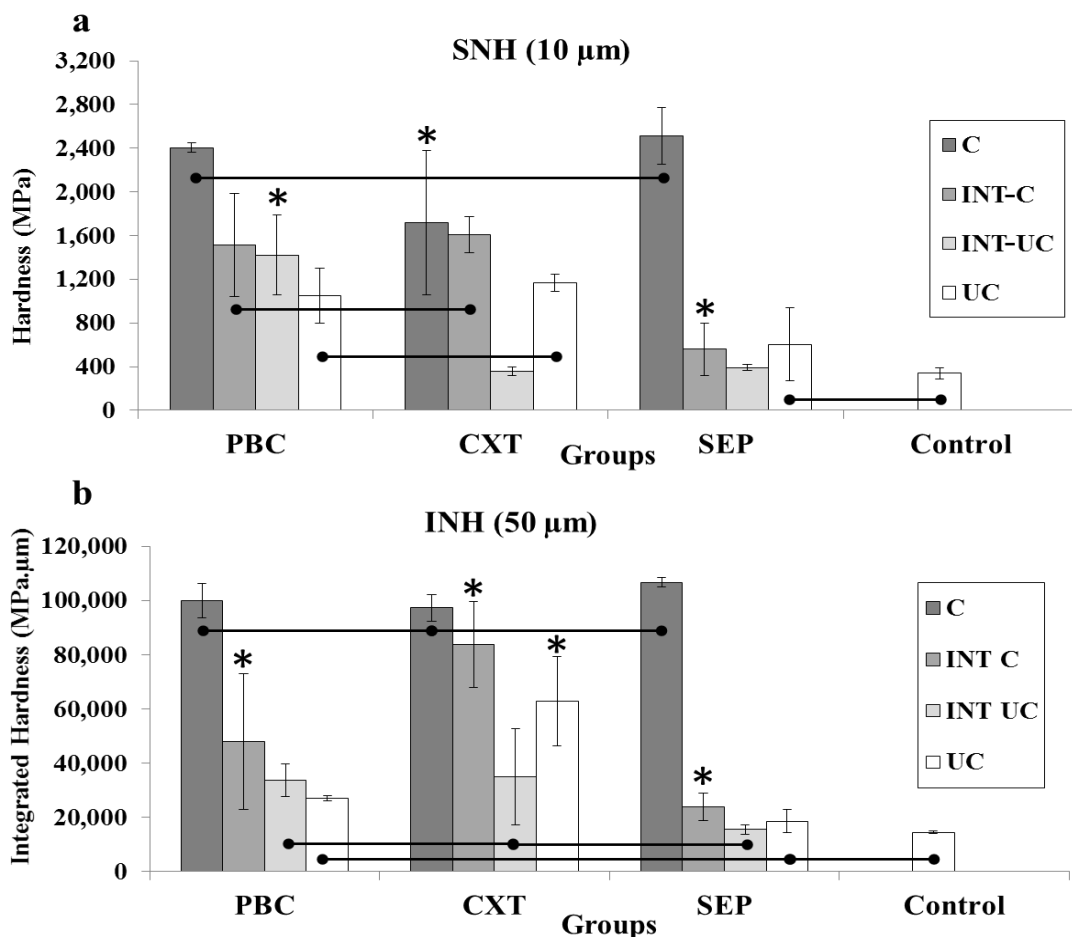 a
SNH (10 µm)
3,200
2,800
2,400
2,000
1,600
1,200
800
400
0
Hardness (MPa)
*
*
*
C
INT-C
INT-UC
UC
PBC
CXT
SEP
Control
Groups
b
INH (50 µm)
120,000
100,000
80,000
60,000
40,000
20,000
0
Integrated Hardness (MPa.µm)
*
*
*
*
C
INT C
INT UC
UC
PBC
CXT
SEP
Control
Groups